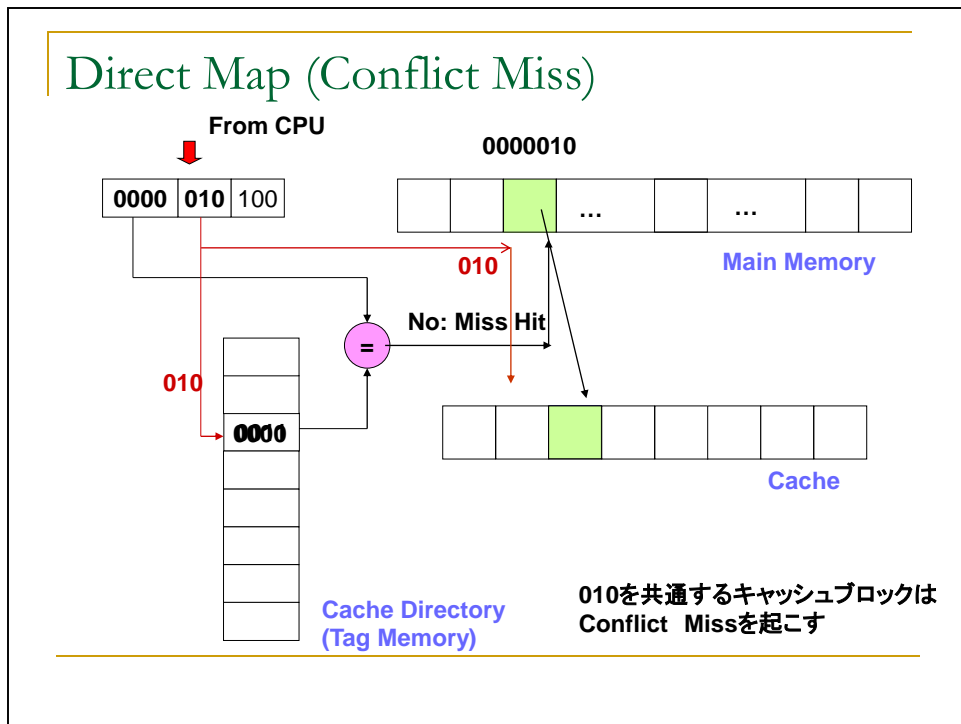 Direct Map (Conflict Miss)
From CPU
0000010
0000 010 100
... ...
Main Memory
010
No: Miss Hit
=
010
Cache
Cache Directory
(Tag Memory)
010を共通するキャッシュブロックは
Conflict Missを起こす